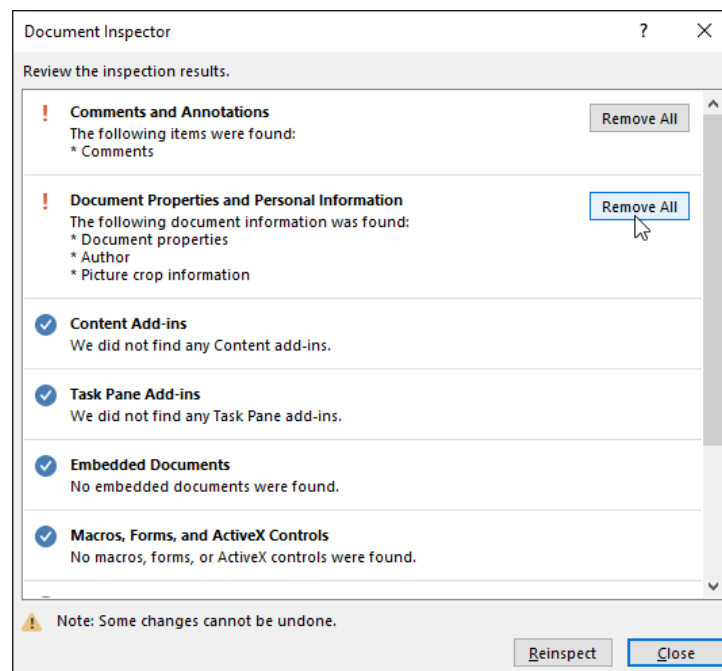 Document Inspector
Review the inspection results.
Comments and Annotations
Remove All
The following items were found:
* Comments
Document Properties and Personal Information
Remove All
The following document information was found:
* Document properties
* Author
* Picture crop information
Content Add-ins
We did not find any Content add-ins.
Task Pane Add-ins
We did not find any Task Pane add-ins.
Embedded Documents
No embedded documents were found.
Macros, Forms, and ActiveX Controls
No macros, forms, or ActiveX controls were found.
Note: Some changes cannot be undone.
Reinspect
Close